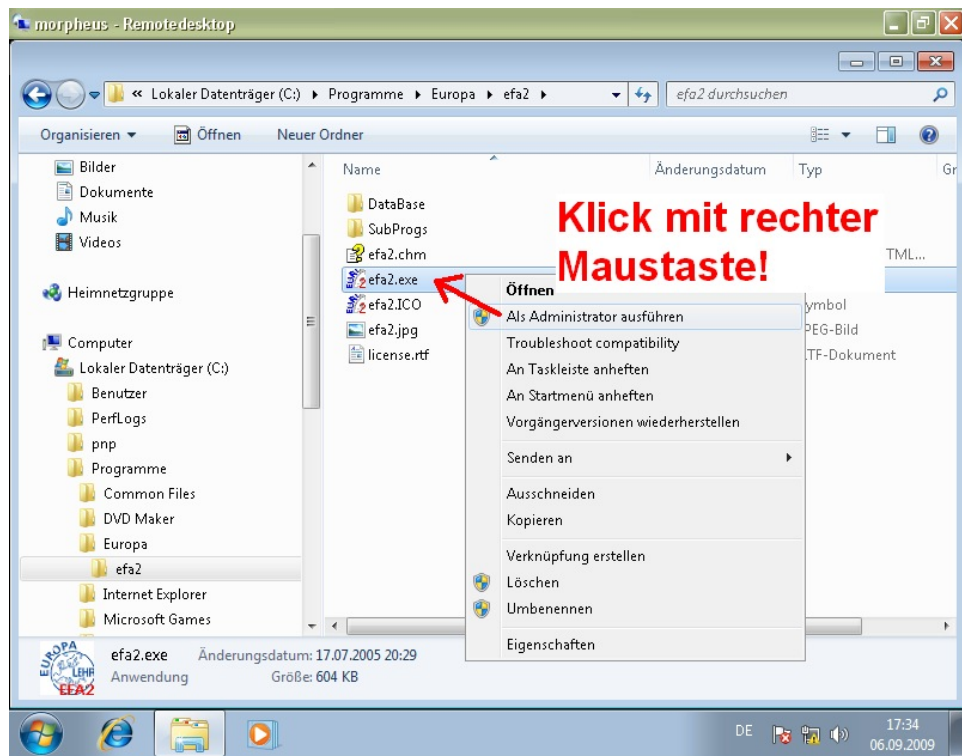 morpheus - Remotedesktop
« Lokaler Datenträger (C:) Programme Europa efa2
efa2 durchsuchen
Organisieren Öffnen Neuer Ordner
Bilder
Dokumente
Musik
Videos
Heimnetzgruppe
Computer
Lokaler Datenträger (C:)
Benutzer
PerfLogs
pnp
Programme
Common Files
DVD Maker
Europa
efa2
Internet Explorer
Microsoft Games
Name Änderungsdatum Typ Gr
DataBase
SubProgs
efa2.chm TML...
efa2.exe
efa2.ICO ymbol
efa2.jpg PEG-Bild
license.rtf TF-Dokument
Klick mit rechter
Maustaste!
Öffnen
Als Administrator ausführen
Troubleshoot compatibility
An Taskleiste anheften
An Startmenü anheften
Vorgängerversionen wiederherstellen
Senden an
Ausschneiden
Kopieren
Verknüpfung erstellen
Löschen
Umbenennen
Eigenschaften
EUROPA
LEHR
EFA2
efa2.exe Änderungsdatum: 17.07.2005 20:29
Anwendung Größe: 604 KB
DE
17:34
06.09.2009